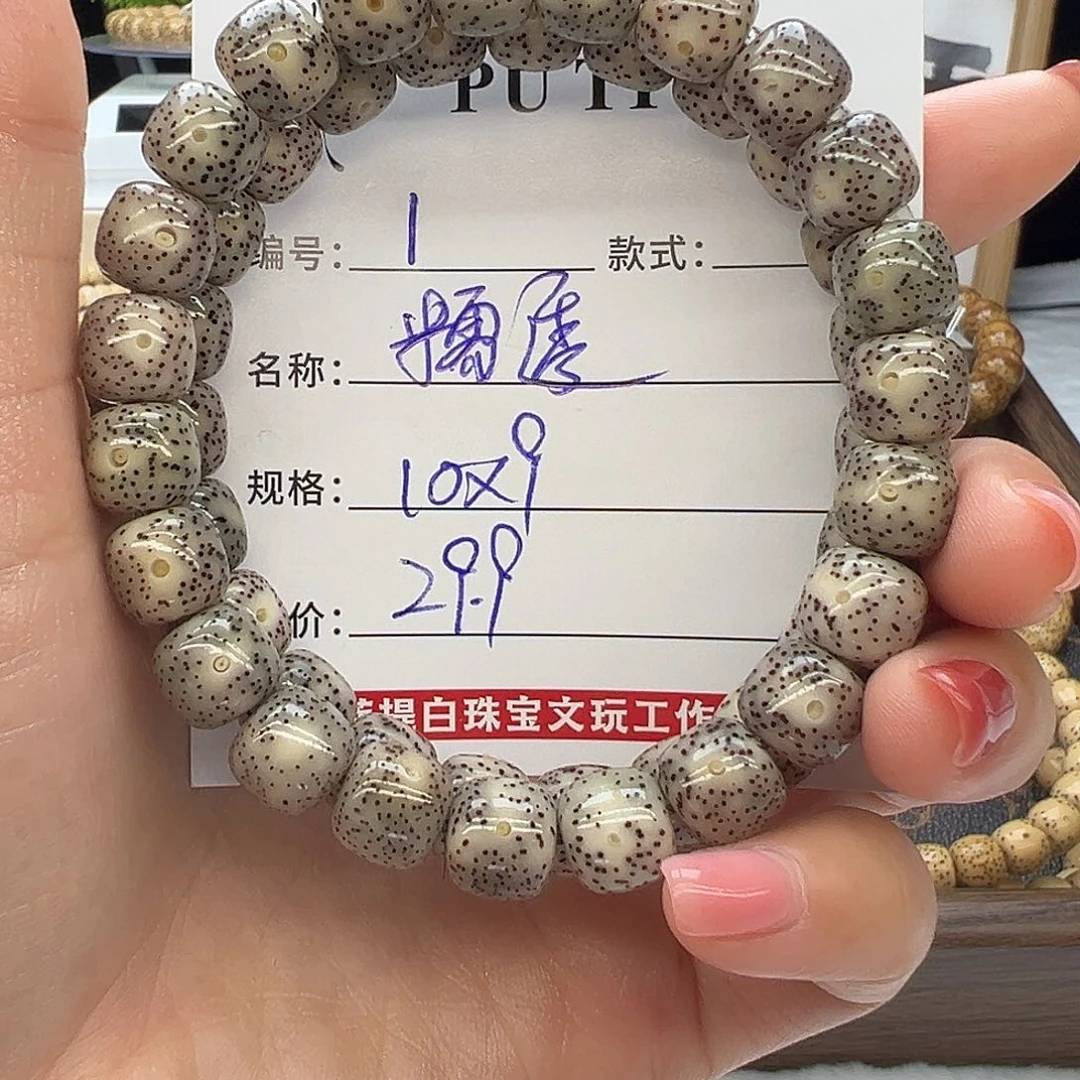 PU TI
编号： 1 款式：
名称：
规格： 10X9
价： 29.9
菩提白珠宝文玩工作